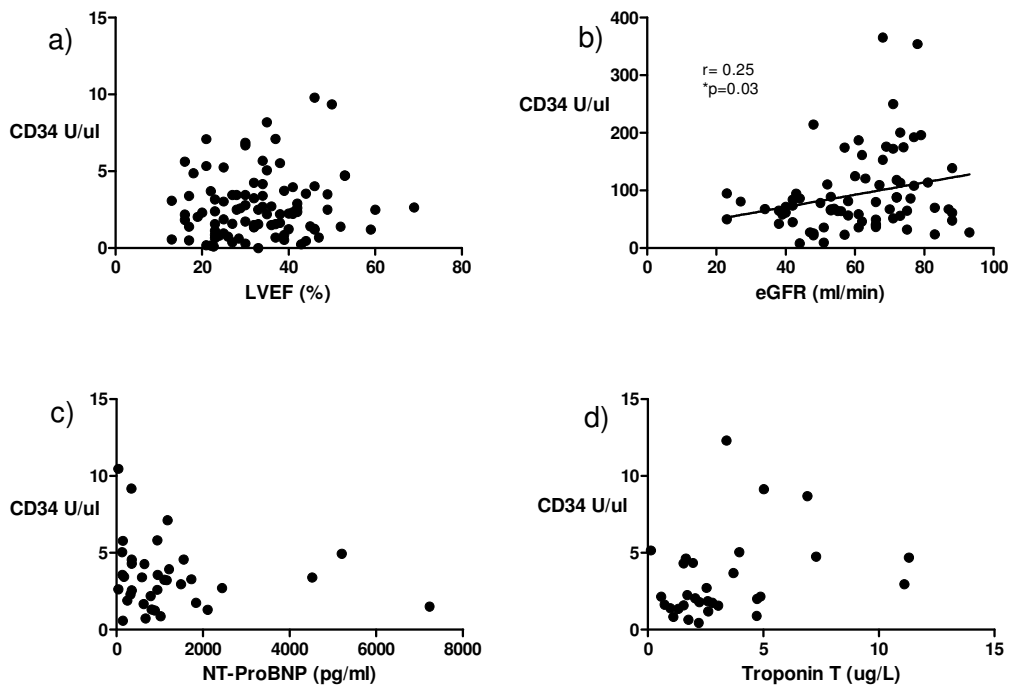 a)
15
10
CD34 U/ul
5
0
0 20 40 60 80
LVEF (%)
b)
400
300
r= 0.25
*p=0.03
CD34 U/ul
200
100
0
0 20 40 60 80 100
eGFR (ml/min)
c)
15
10
CD34 U/ul
5
0
0 2000 4000 6000 8000
NT-ProBNP (pg/ml)
d)
15
10
CD34 U/ul
5
0
0 5 10 15
Troponin T (ug/L)